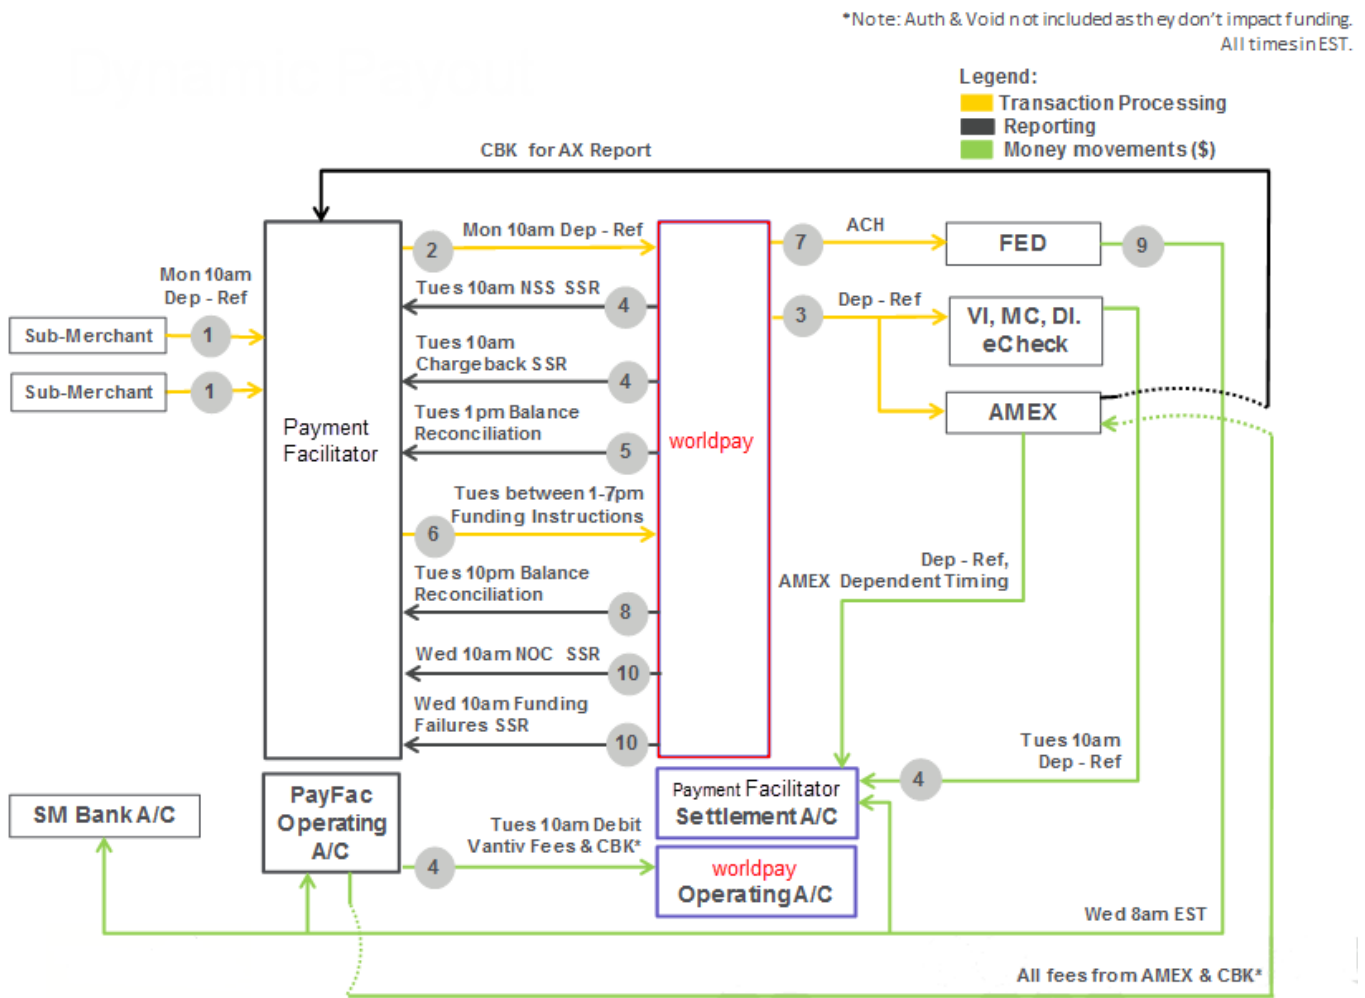 *Note: Auth & Void not included as they don't impact funding.
All times in EST.
Dynamic Payout
Legend:
Transaction Processing
Reporting
Money movements ($)
CBK for AX Report
Mon 10am
Dep - Ref
Sub-Merchant
1
Sub-Merchant
1
Payment
Facilitator
2
Mon 10am Dep - Ref
Tues 10am NSS SSR
4
Tues 10am
Chargeback SSR
4
Tues 1pm Balance
Reconciliation
5
Tues between 1-7pm
Funding Instructions
6
Tues 10pm Balance
Reconciliation
8
Wed 10am NOC SSR
10
Wed 10am Funding
Failures SSR
10
worldpay
7
ACH
FED
9
3
Dep - Ref
VI, MC, DI.
eCheck
AMEX
Dep - Ref,
AMEX Dependent Timing
Tues 10am
Dep - Ref
4
Payment Facilitator
Settlement A/C
SM Bank A/C
PayFac
Operating
A/C
Tues 10am Debit
Vantiv Fees & CBK*
4
worldpay
Operating A/C
Wed 8am EST
All fees from AMEX & CBK*